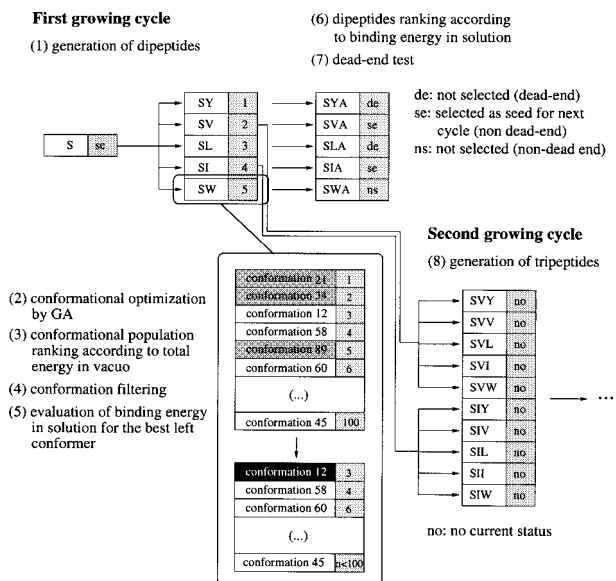 First growing cycle
(1) generation of dipeptides
(6) dipeptides ranking according
to binding energy in solution
(7) dead-end test
S se
SY 1
SV 2
SL 3
SI 4
SW 5
SYA de
SVA se
SLA de
SIA se
SWA ns
de: not selected (dead-end)
se: selected as seed for next
cycle (non dead-end)
ns: not selected (non-dead end)
(2) conformational optimization
by GA
(3) conformational population
ranking according to total
energy in vacuo
(4) conformation filtering
(5) evaluation of binding energy
in solution for the best left
conformer
conformation 21 1
conformation 34 2
conformation 12 3
conformation 58 4
conformation 89 5
conformation 60 6
(...)
conformation 45 100
conformation 12 3
conformation 58 4
conformation 60 6
(...)
conformation 45 n<100
Second growing cycle
(8) generation of tripeptides
SVY no
SVV no
SVL no
SVI no
SVW no
SIY no
SIV no
SIL no
SII no
SIW no
...
no: no current status